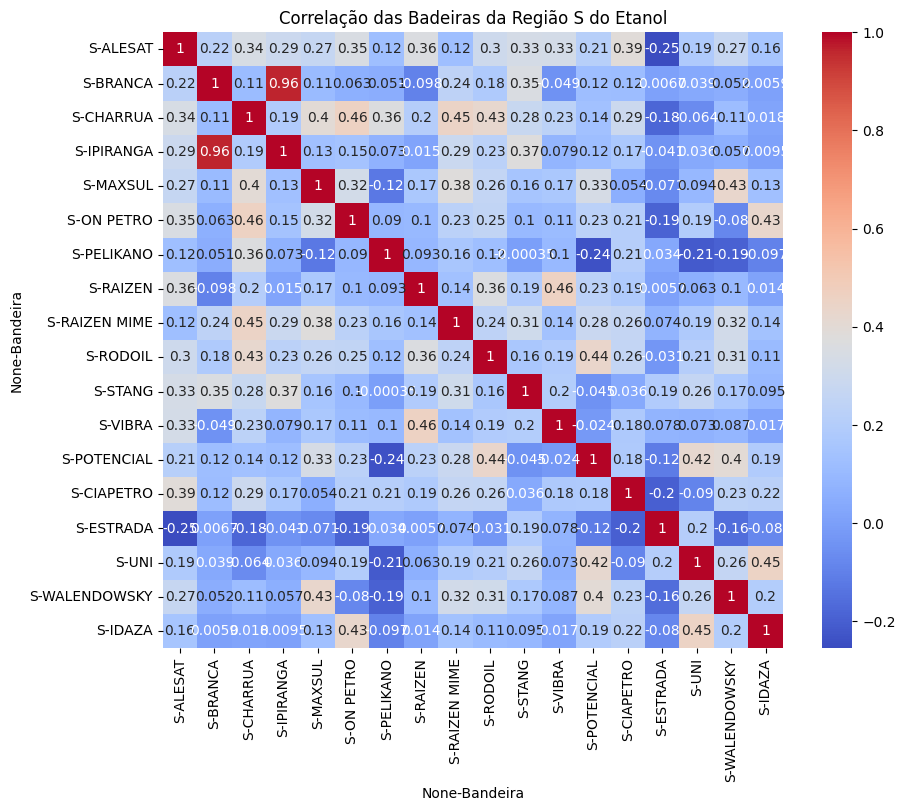 Correlação das Badeiras da Região S do Etanol
None-Bandeira
S-ALESAT 1 0.22 0.34 0.29 0.27 0.35 0.12 0.36 0.12 0.3 0.33 0.33 0.21 0.39 -0.25 0.19 0.27 0.16
S-BRANCA 0.22 1 0.11 0.96 0.11 0.063 0.051 -0.098 0.24 0.18 0.35 -0.049 0.12 0.12 0.0067 0.039 0.052 0.0059
S-CHARRUA 0.34 0.11 1 0.19 0.4 0.46 0.36 0.2 0.45 0.43 0.28 0.23 0.14 0.29 -0.18 -0.064 0.11 0.018
S-IPIRANGA 0.29 0.96 0.19 1 0.13 0.15 0.073 0.015 0.29 0.23 0.37 0.079 0.12 0.17 -0.041 0.036 0.057 0.0095
S-MAXSUL 0.27 0.11 0.4 0.13 1 0.32 -0.12 0.17 0.38 0.26 0.16 0.17 0.33 0.054 -0.071 0.094 0.43 0.13
S-ON PETRO 0.35 0.063 0.46 0.15 0.32 1 0.09 0.1 0.23 0.25 0.1 0.11 0.23 0.21 -0.19 0.19 -0.08 0.43
S-PELIKANO 0.12 0.051 0.36 0.073 -0.12 0.09 1 0.093 0.16 0.12 -0.00035 0.1 -0.24 0.21 0.034 -0.21 -0.19 -0.097
S-RAIZEN 0.36 -0.098 0.2 0.015 0.17 0.1 0.093 1 0.14 0.36 0.19 0.46 0.23 0.19 0.063 0.1 0.014
S-RAIZEN MIME 0.12 0.24 0.45 0.29 0.38 0.23 0.16 0.14 1 0.24 0.31 0.14 0.28 0.26 0.074 0.19 0.32 0.14
S-RODOIL 0.3 0.18 0.43 0.23 0.26 0.25 0.12 0.36 0.24 1 0.16 0.19 0.44 0.26 -0.031 0.21 0.31 0.11
S-STANG 0.33 0.35 0.28 0.37 0.16 0.1 0.19 0.31 0.16 1 0.2 -0.045 0.036 0.19 0.26 0.17 0.095
S-VIBRA 0.33 -0.049 0.23 0.079 0.17 0.11 0.1 0.46 0.14 0.19 0.2 1 -0.024 0.18 0.078 0.073 0.087 0.017
S-POTENCIAL 0.21 0.12 0.14 0.12 0.33 0.23 -0.24 0.23 0.28 0.44 -0.045 -0.024 1 0.18 -0.12 0.42 0.4 0.19
S-CIAPETRO 0.39 0.12 0.29 0.17 0.054 0.21 0.21 0.19 0.26 0.26 0.036 0.18 0.18 1 -0.2 -0.09 0.23 0.22
S-ESTRADA -0.25 0.0067 -0.18 -0.041 -0.071 -0.19 0.034 0.074 -0.031 0.19 0.078 -0.12 -0.2 1 0.2 -0.16 -0.08
S-UNI 0.19 0.039 -0.064 0.036 0.094 0.19 -0.21 0.063 0.19 0.21 0.26 0.073 0.42 -0.09 0.2 1 0.26 0.45
S-WALENDOWSKY 0.27 0.052 0.11 0.057 0.43 -0.08 -0.19 0.1 0.32 0.31 0.17 0.087 0.4 0.23 -0.16 0.26 1 0.2
S-IDAZA 0.16 0.0059 0.018 0.0095 0.13 0.43 -0.097 0.014 0.14 0.11 0.095 0.017 0.19 0.22 -0.08 0.45 0.2 1
S-ALESAT
S-BRANCA
S-CHARRUA
S-IPIRANGA
S-MAXSUL
S-ON PETRO
S-PELIKANO
S-RAIZEN
S-RAIZEN MIME
S-RODOIL
S-STANG
S-VIBRA
S-POTENCIAL
S-CIAPETRO
S-ESTRADA
S-UNI
S-WALENDOWSKY
S-IDAZA
None-Bandeira
1.0
0.8
0.6
0.4
0.2
0.0
−0.2